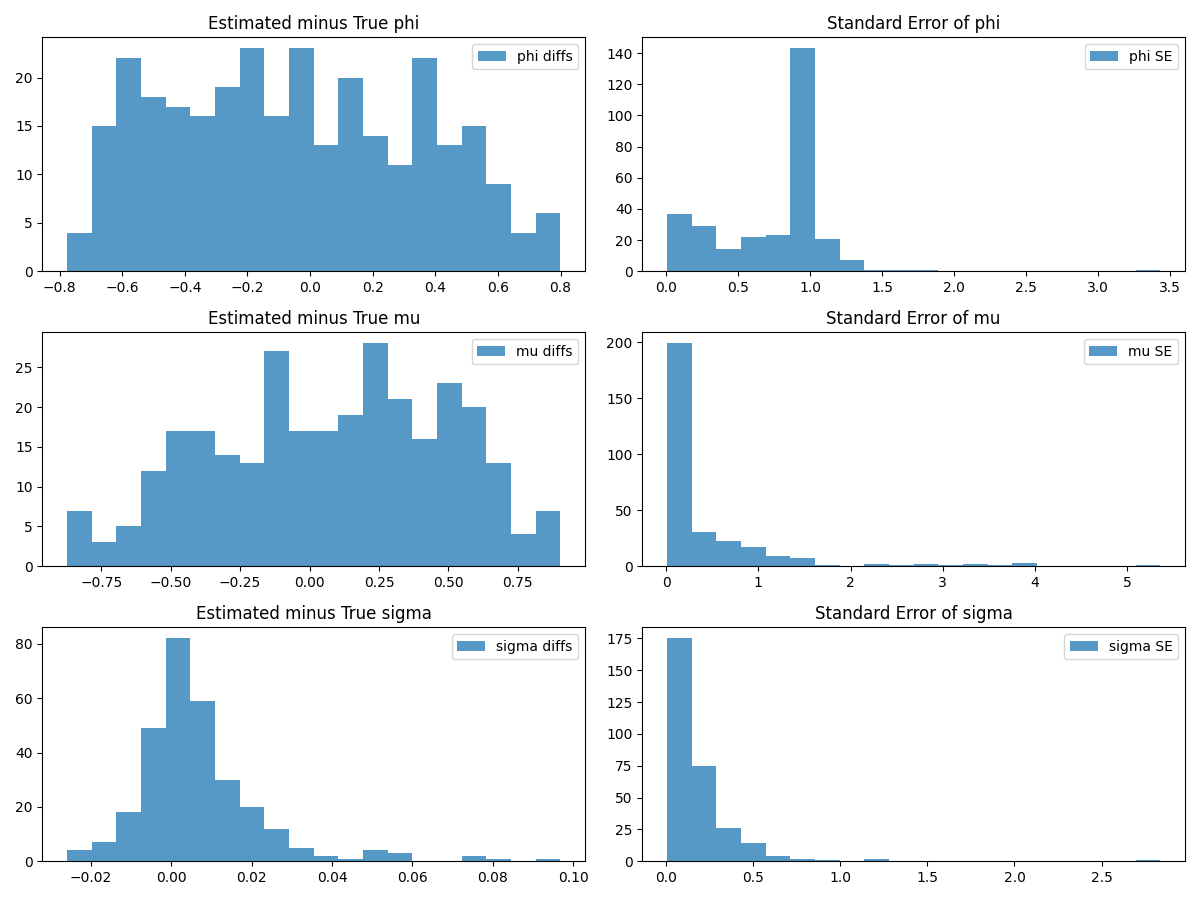 Estimated minus True phi
phi diffs
20
15
10
5
0
−0.8 −0.6 −0.4 −0.2 0.0 0.2 0.4 0.6 0.8
Standard Error of phi
phi SE
140
120
100
80
60
40
20
0
0.0 0.5 1.0 1.5 2.0 2.5 3.0 3.5
Estimated minus True mu
mu diffs
25
20
15
10
5
0
−0.75 −0.50 −0.25 0.00 0.25 0.50 0.75
Standard Error of mu
mu SE
200
150
100
50
0
0 1 2 3 4 5
Estimated minus True sigma
sigma diffs
80
60
40
20
0
−0.02 0.00 0.02 0.04 0.06 0.08 0.10
Standard Error of sigma
sigma SE
175
150
125
100
75
50
25
0
0.0 0.5 1.0 1.5 2.0 2.5